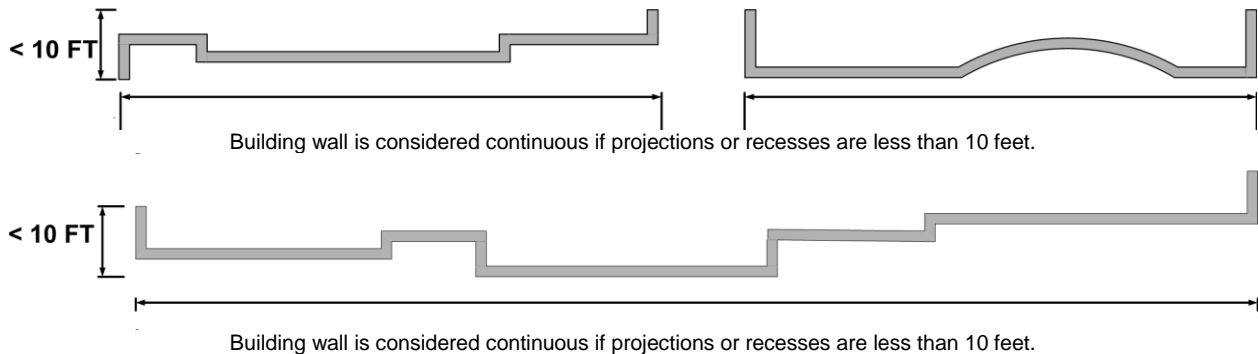 < 10 FT
Building wall is considered continuous if projections or recesses are less than 10 feet.
< 10 FT
Building wall is considered continuous if projections or recesses are less than 10 feet.